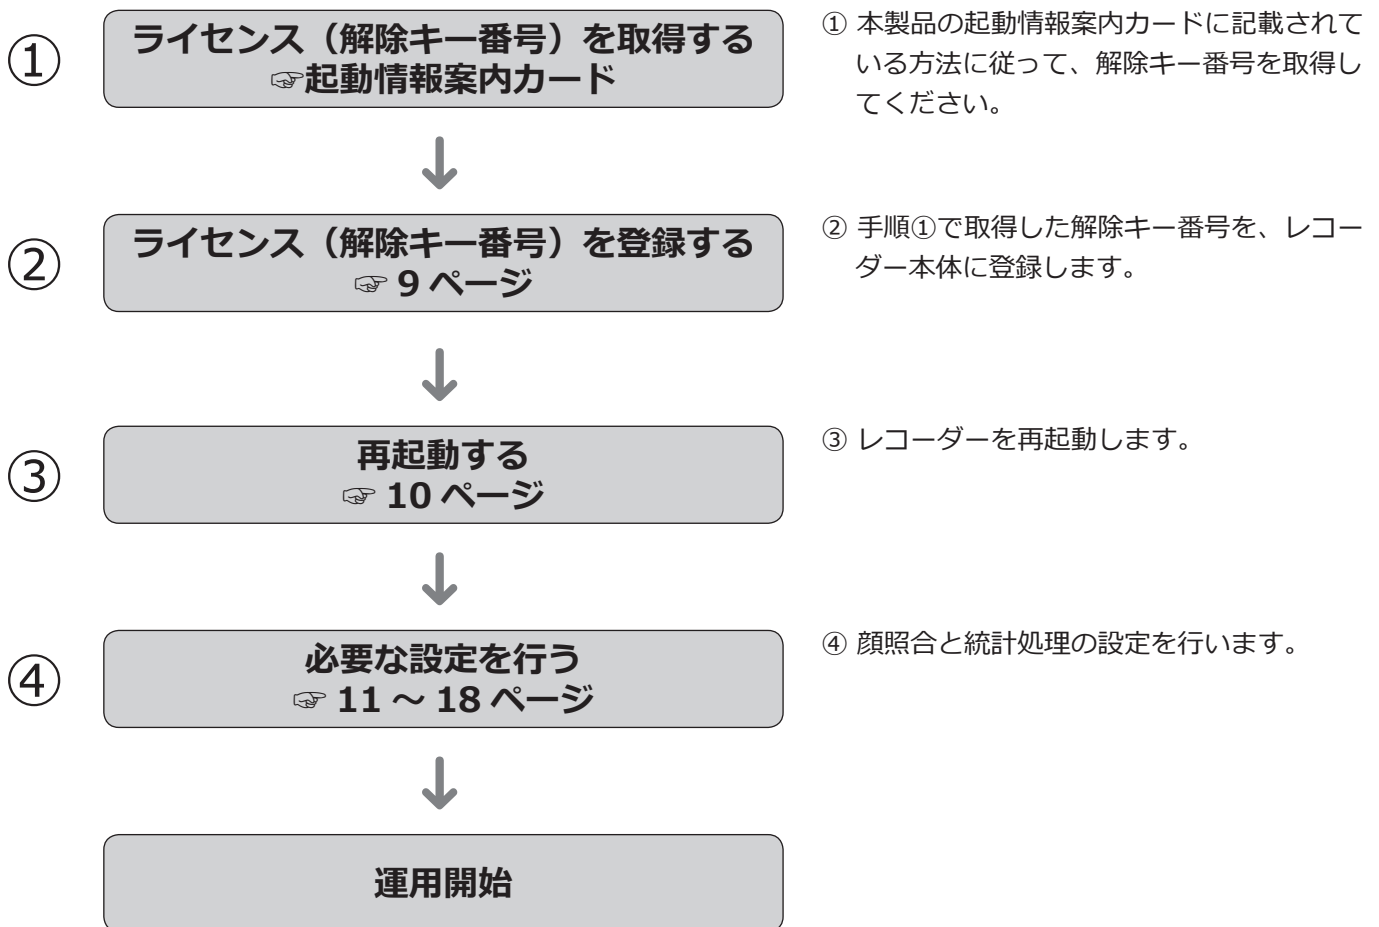 ①
ライセンス（解除キー番号）を取得する
☞起動情報案内カード
① 本製品の起動情報案内カードに記載されて
いる方法に従って、解除キー番号を取得し
てください。
②
ライセンス（解除キー番号）を登録する
☞ 9 ページ
② 手順①で取得した解除キー番号を、レコー
ダー本体に登録します。
③
再起動する
☞ 10 ページ
③ レコーダーを再起動します。
④
必要な設定を行う
☞ 11 ～ 18 ページ
④ 顔照合と統計処理の設定を行います。
運用開始